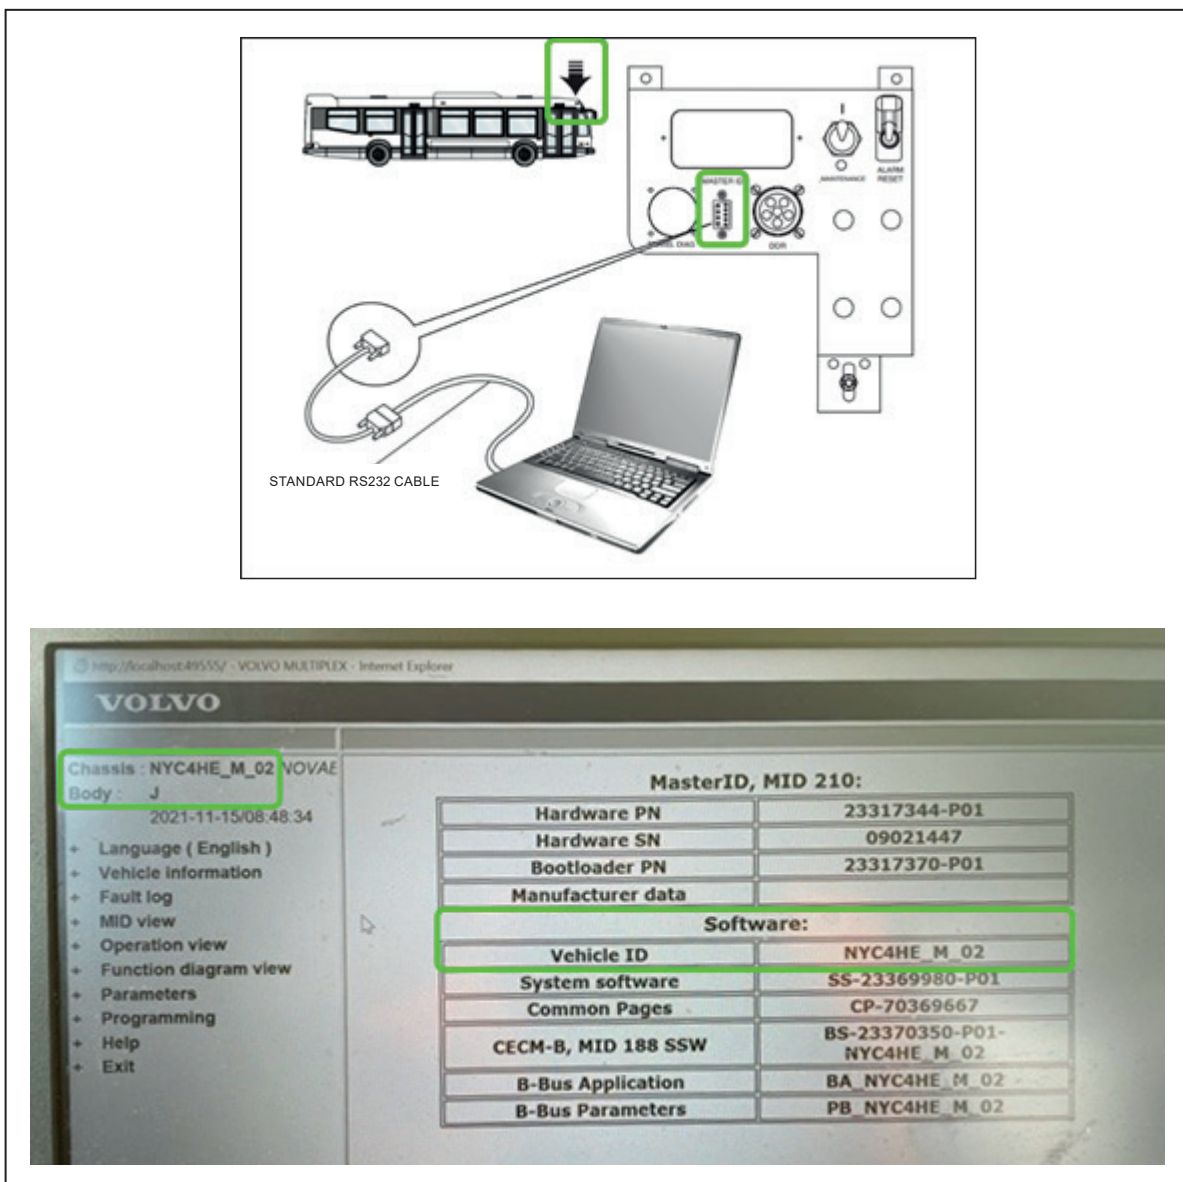 MASTER ID
MAINTENANCE
ALARM
RESET
DIAG
DDR
STANDARD RS232 CABLE
http://localhost:49555/ - VOLVO MULTIPLEX - Internet Explorer
VOLVO
Chassis : NYC4HE_M_02 NOVAE
Body : J
2021-11-15/08:48:34
+ Language ( English )
+ Vehicle information
+ Fault log
+ MID view
+ Operation view
+ Function diagram view
+ Parameters
+ Programming
+ Help
+ Exit
MasterID, MID 210:
Hardware PN 23317344-P01
Hardware SN 09021447
Bootloader PN 23317370-P01
Manufacturer data
Software:
Vehicle ID NYC4HE_M_02
System software SS-23369980-P01
Common Pages CP-70369667
CECM-B, MID 188 SSW BS-23370350-P01-
NYC4HE_M_02
B-Bus Application BA_NYC4HE_M_02
B-Bus Parameters PB_NYC4HE_M_02